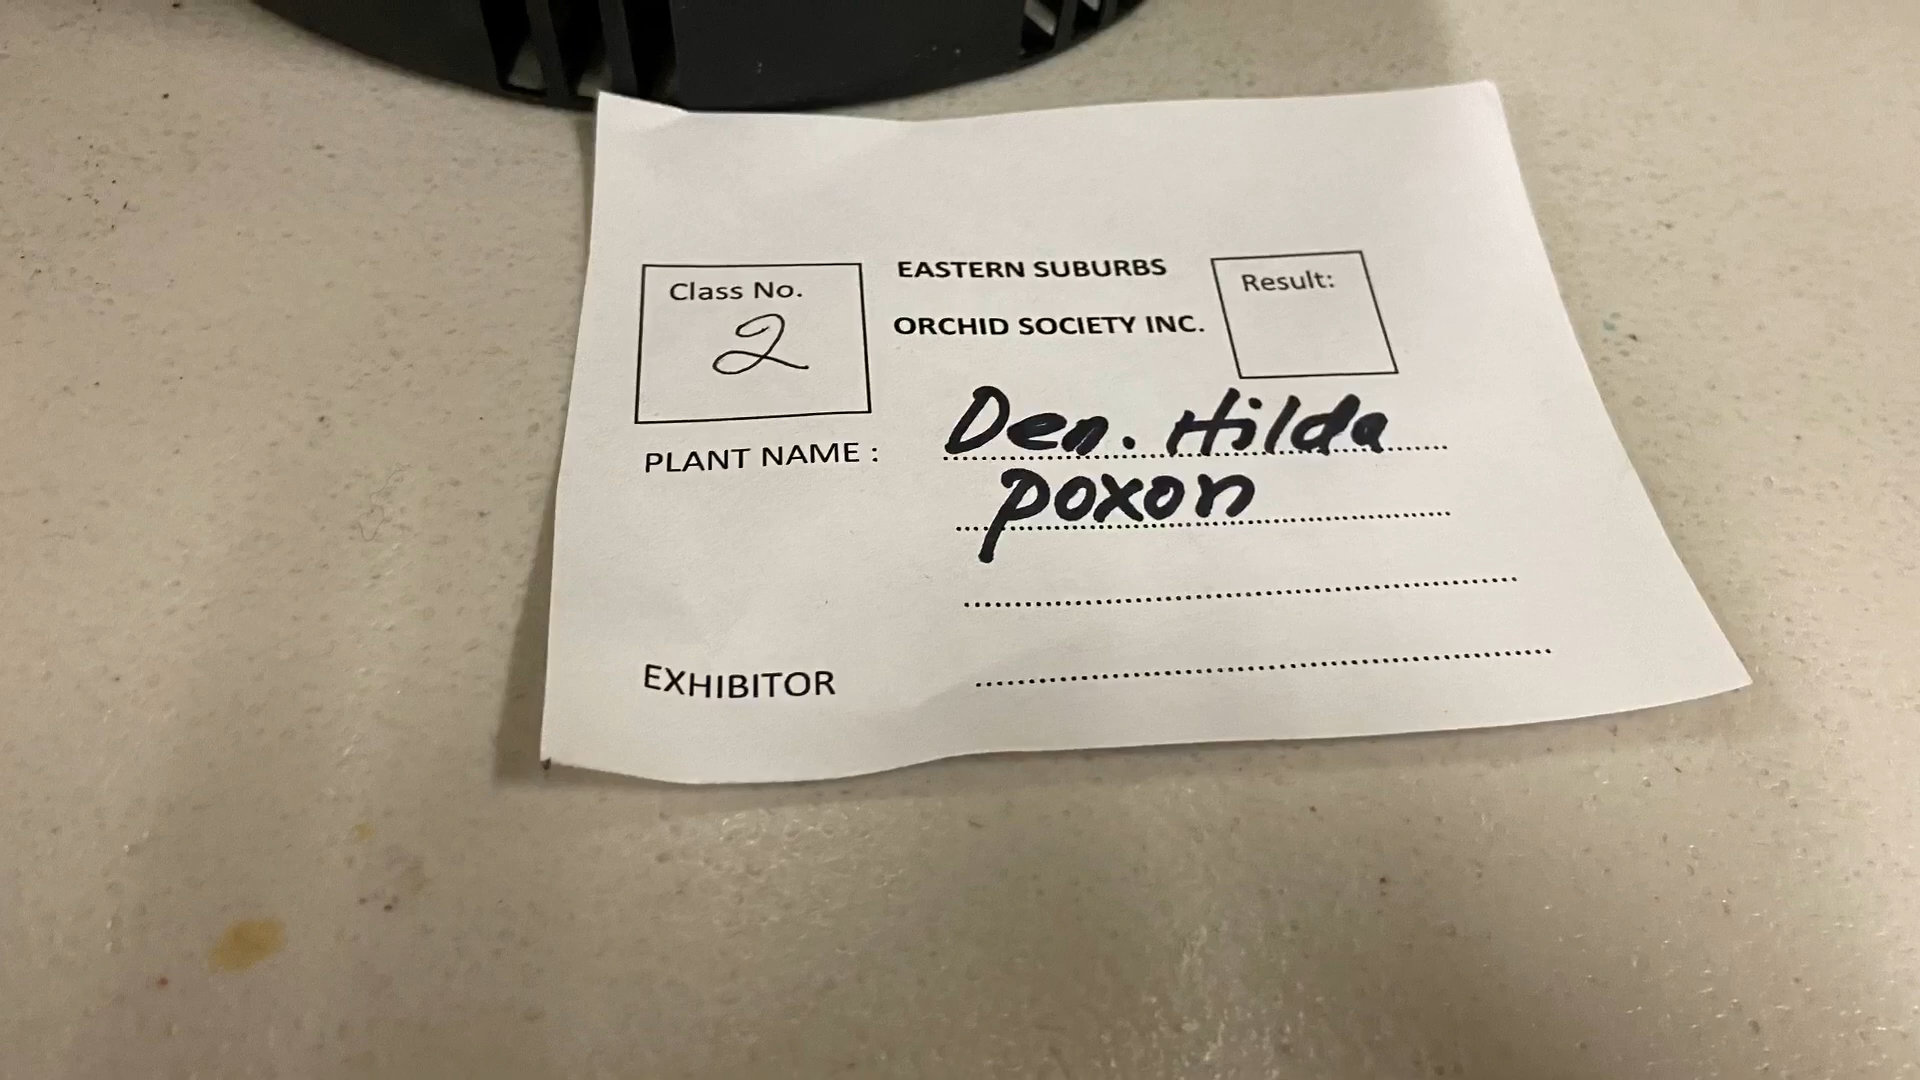 Class No.
2
EASTERN SUBURBS
ORCHID SOCIETY INC.
Result:
PLANT NAME : Den. Hilda
poxon
EXHIBITOR